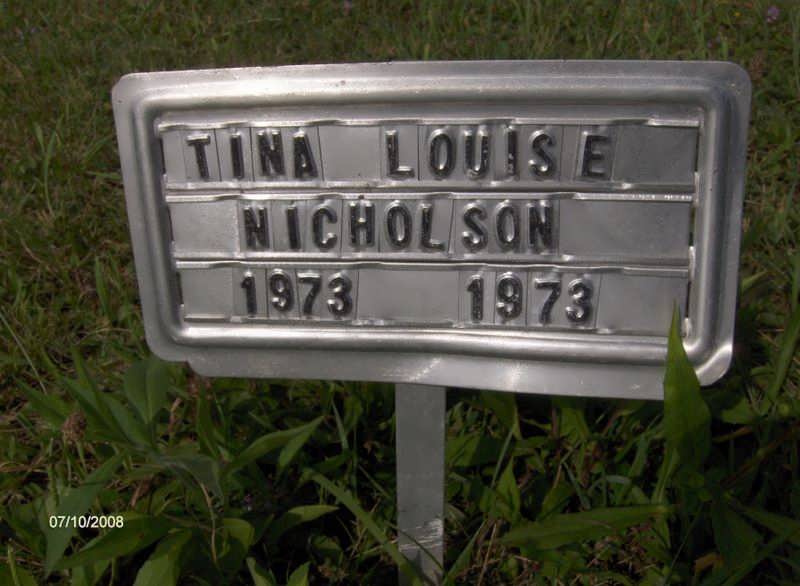 TINA LOUISE
NICHOLSON
1973 1973
07/10/2008